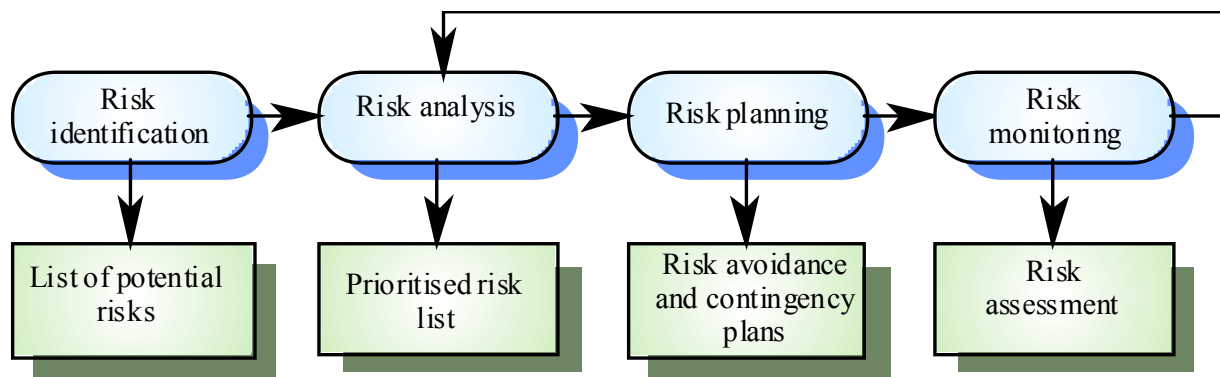 Risk
identification
Risk analysis
Risk planning
Risk
monitoring
List of potential
risks
Prioritised risk
list
Risk avoidance
and contingency
plans
Risk
assessment